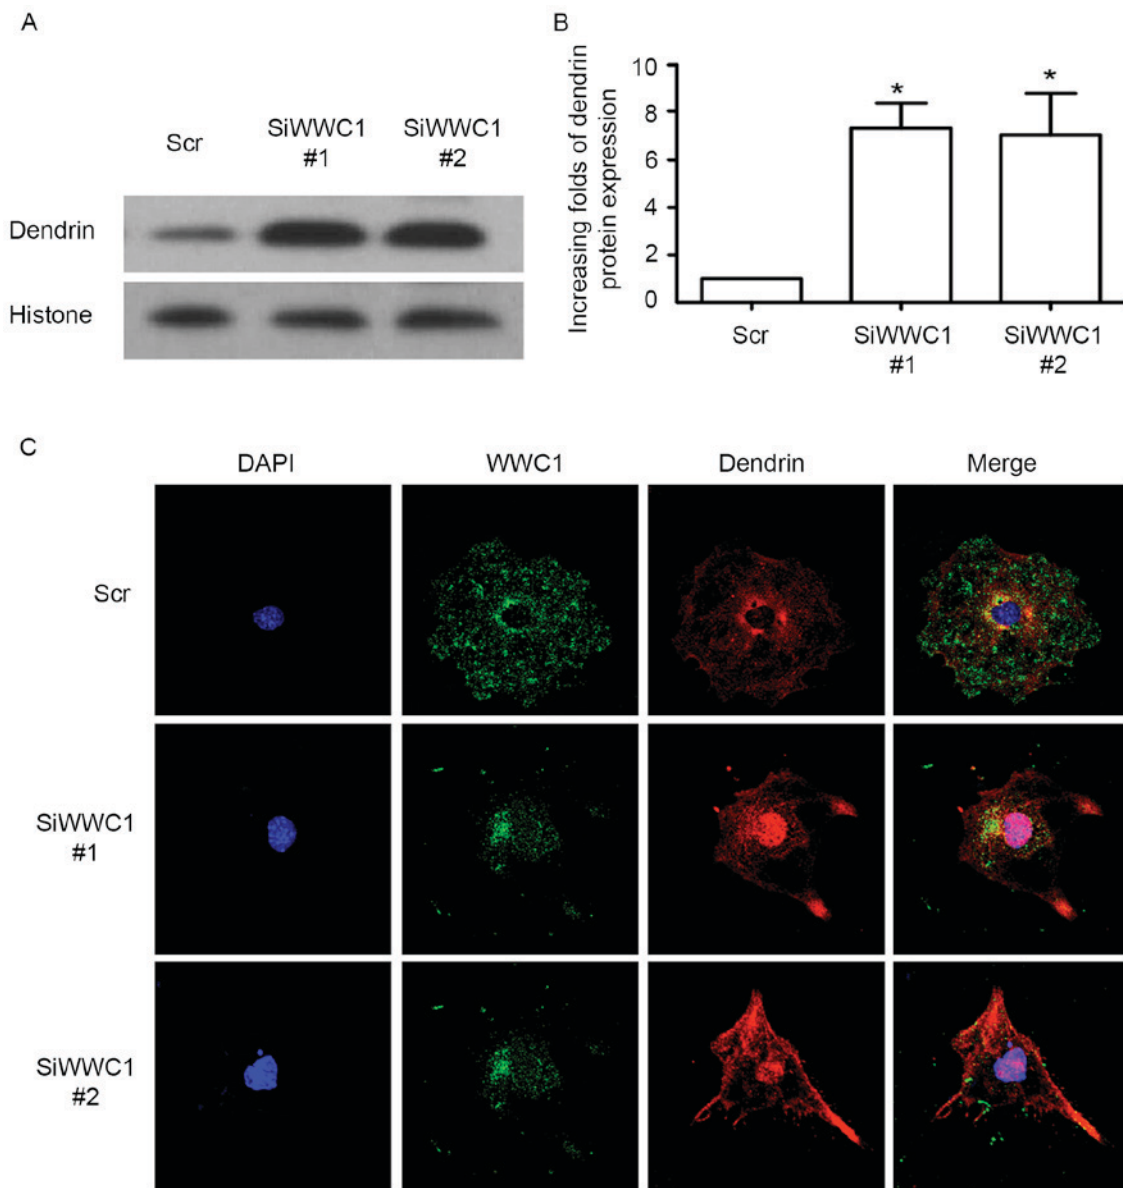 A
Scr
SiWWC1
#1
SiWWC1
#2
Dendrin
Histone
B
Increasing folds of dendrin
protein expression
10
8
6
4
2
0
*
*
Scr
SiWWC1
#1
SiWWC1
#2
C
DAPI
WWC1
Dendrin
Merge
Scr
SiWWC1
#1
SiWWC1
#2